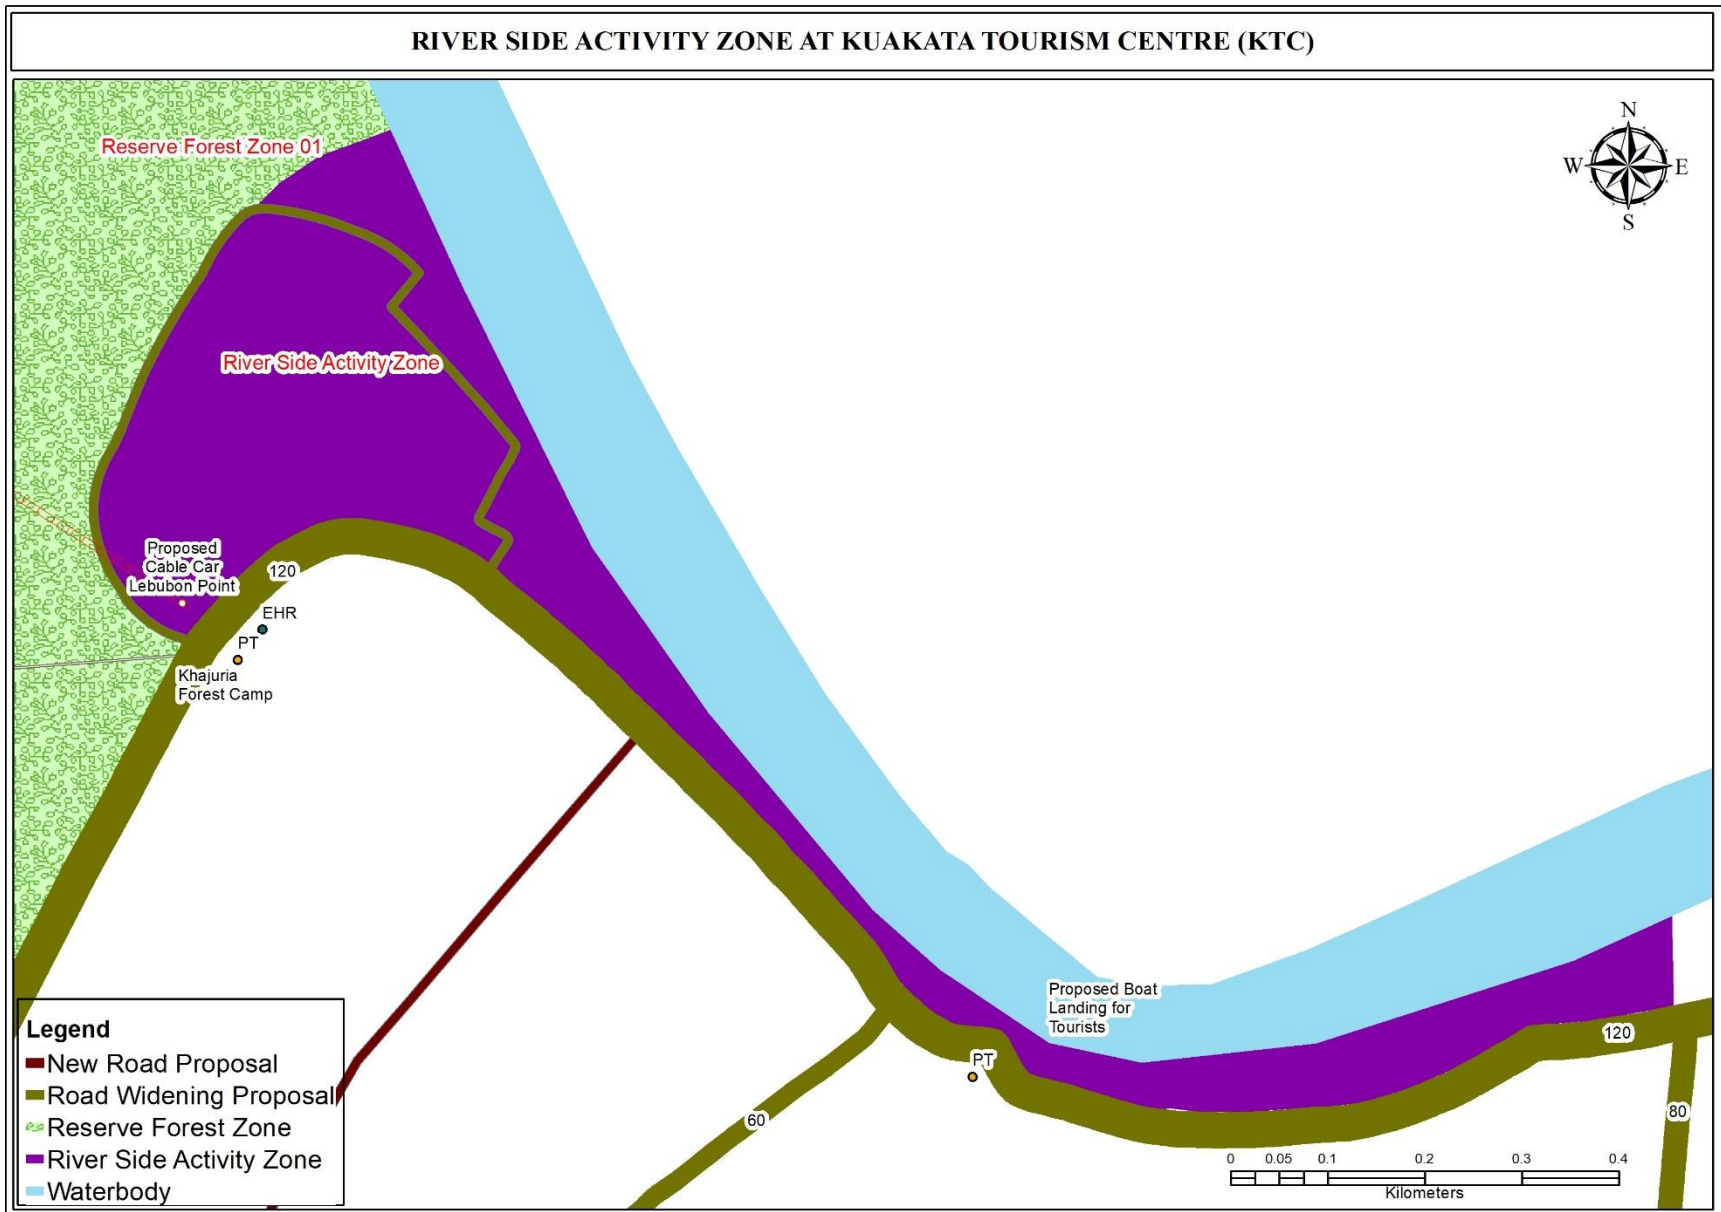 RIVER SIDE ACTIVITY ZONE AT KUAKATA TOURISM CENTRE (KTC)
N
W
E
S
Reserve Forest Zone 01
River Side Activity Zone
Proposed
Cable Car
Lebubon Point
120
EHR
PT
Khajuria
Forest Camp
Proposed Boat
Landing for
Tourists
PT
120
60
80
Legend
New Road Proposal
Road Widening Proposal
Reserve Forest Zone
River Side Activity Zone
Waterbody
0 0.05 0.1 0.2 0.3 0.4
Kilometers